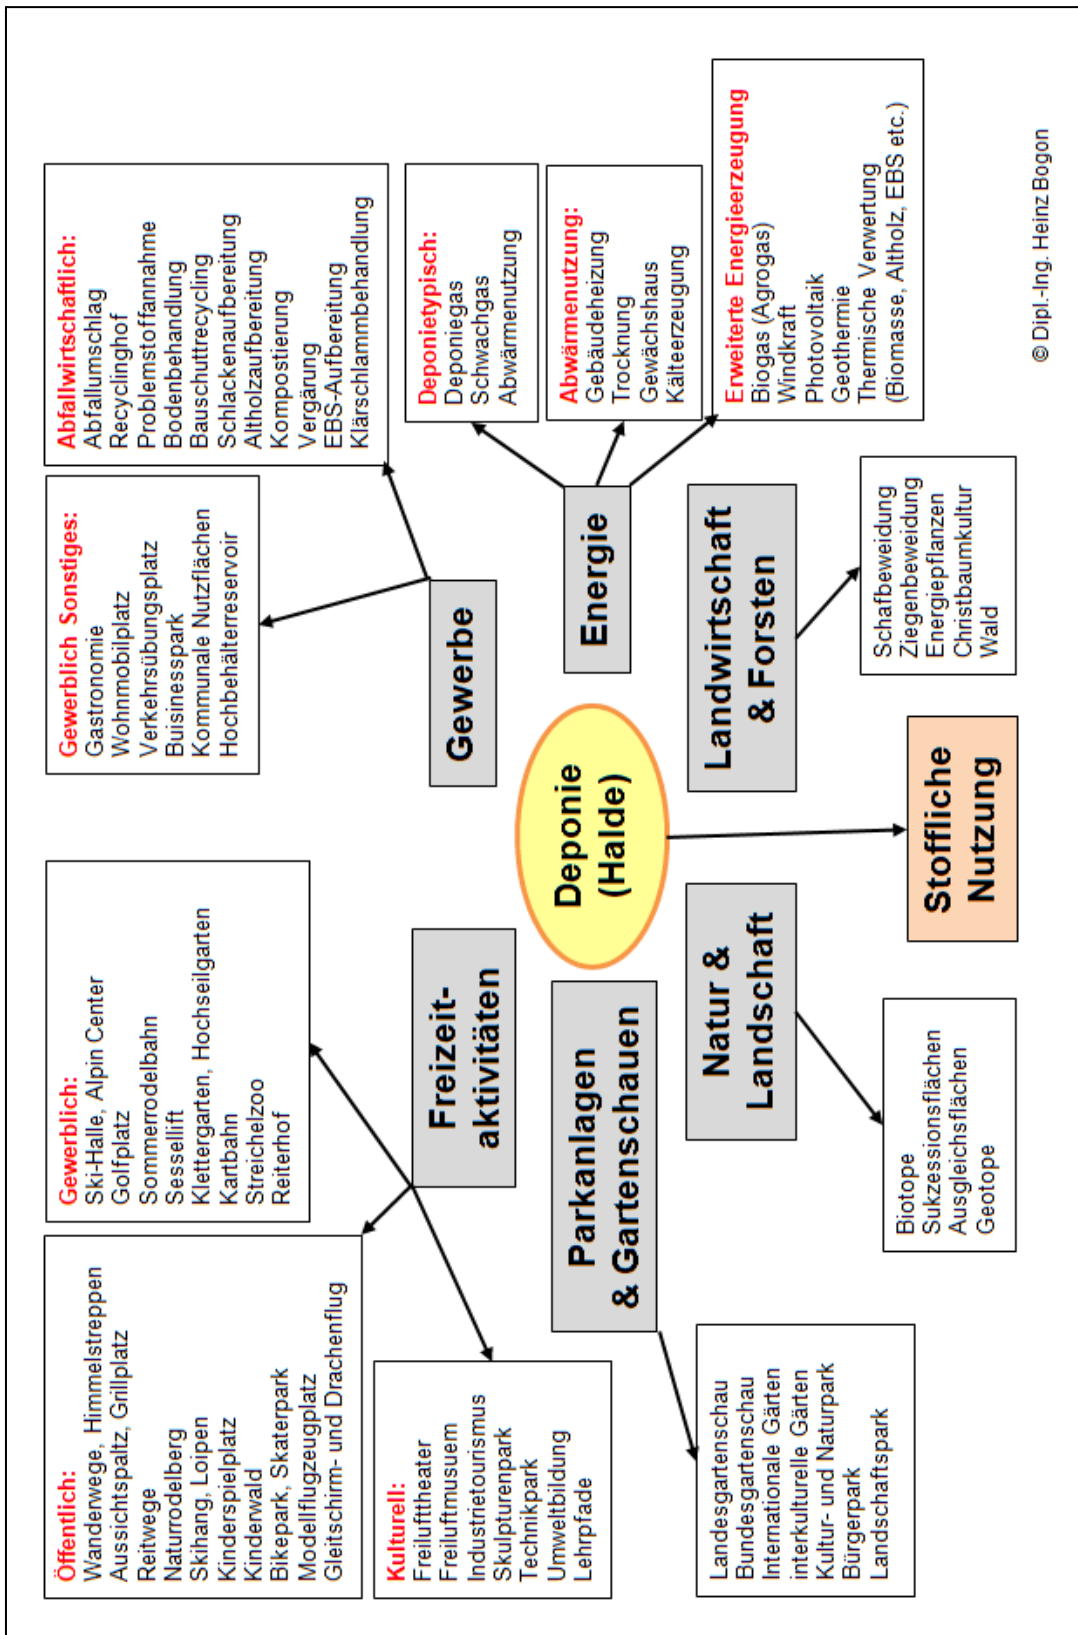 Öffentlich:
Wanderwege, Himmelstreppen
Aussichtspaltz, Grillplatz
Reitwege
Naturrodelberg
Skihang, Loipen
Kinderspielplatz
Kinderwald
Bikepark, Skaterpark
Modellflugzeugplatz
Gleitschirm- und Drachenflug
Gewerblich:
Ski-Halle, Alpin Center
Golfplatz
Sommerrodelbahn
Sessellift
Klettergarten, Hochseilgarten
Kartbahn
Streichelzoo
Reiterhof
Gewerblich Sonstiges:
Gastronomie
Wohnmobilplatz
Verkehrsübungsplatz
Buisinesspark
Kommunale Nutzflächen
Hochbehälterreservoir
Abfallwirtschaftlich:
Abfallumschlag
Recyclinghof
Problemstoffannahme
Bodenbehandlung
Bauschuttrecycling
Schlackenaufbereitung
Altholzaufbereitung
Kompostierung
Vergärung
EBS-Aufbereitung
Klärschlammbehandlung
Kulturell:
Freilufttheater
Freiluftmusuem
Industrietourismus
Skulpturenpark
Technikpark
Umweltbildung
Lehrpfade
Freizeit-
aktivitäten
Gewerbe
Deponietypisch:
Deponiegas
Schwachgas
Abwärmenutzung
Parkanlagen
& Gartenschauen
Deponie
(Halde)
Energie
Abwärmenutzung:
Gebäudeheizung
Trocknung
Gewächshaus
Kälteerzeugung
Natur &
Landschaft
Landwirtschaft
& Forsten
Erweiterte Energieerzeugung
Biogas (Agrogas)
Windkraft
Photovoltaik
Geothermie
Thermische Verwertung
(Biomasse, Altholz, EBS etc.)
Landesgartenschau
Bundesgartenschau
Internationale Gärten
interkulturelle Gärten
Kultur- und Naturpark
Bürgerpark
Landschaftspark
Biotope
Sukzessionsflächen
Ausgleichsflächen
Geotope
Stoffliche
Nutzung
Schafbeweidung
Ziegenbeweidung
Energiepflanzen
Christbaumkultur
Wald
© Dipl.-Ing. Heinz Bogon